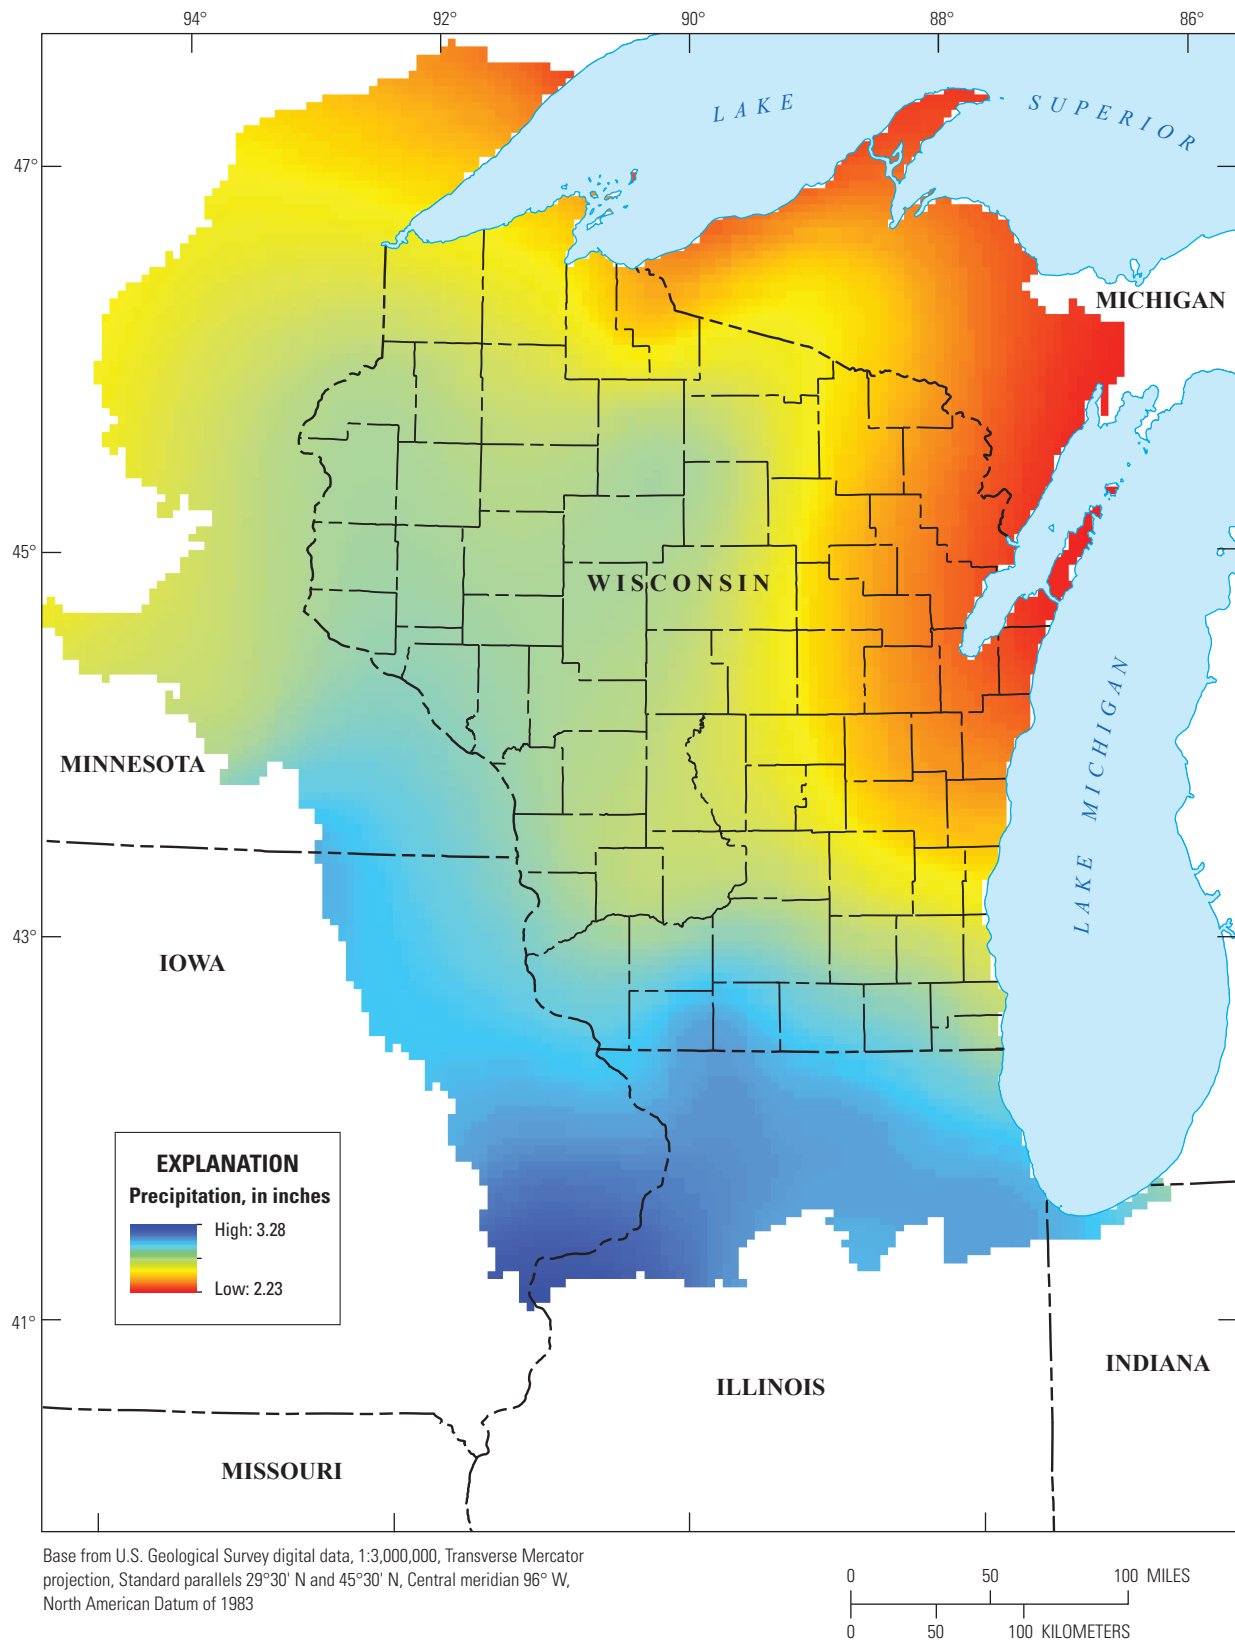 94° 92° 90° 88° 86°
LAKE SUPERIOR
47°
MICHIGAN
45°
WISCONSIN
LAKE MICHIGAN
MINNESOTA
43°
IOWA
EXPLANATION
Precipitation, in inches
High: 3.28
Low: 2.23
41°
INDIANA
ILLINOIS
MISSOURI
Base from U.S. Geological Survey digital data, 1:3,000,000, Transverse Mercator
projection, Standard parallels 29°30' N and 45°30' N, Central meridian 96° W,
North American Datum of 1983
0 50 100 MILES
0 50 100 KILOMETERS